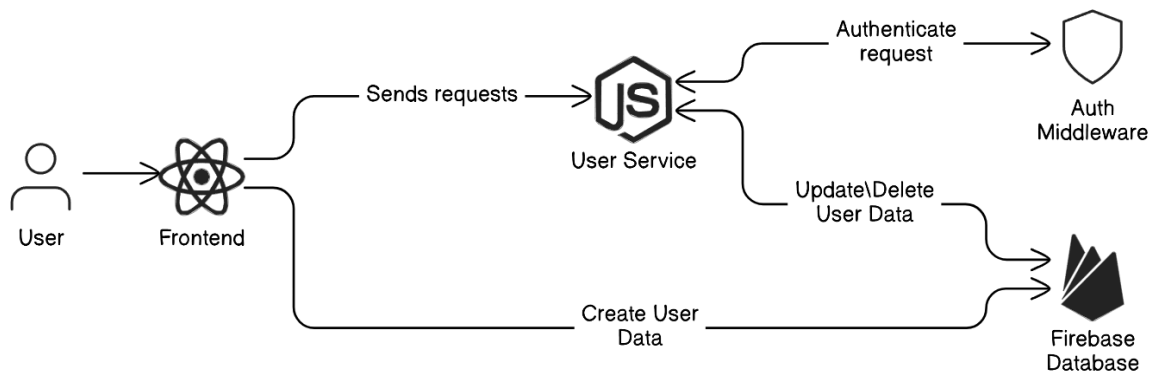 Authenticate
request
Sends requests
JS
Auth
Middleware
User Service
Update\Delete
User Data
User
Frontend
Create User
Data
Firebase
Database